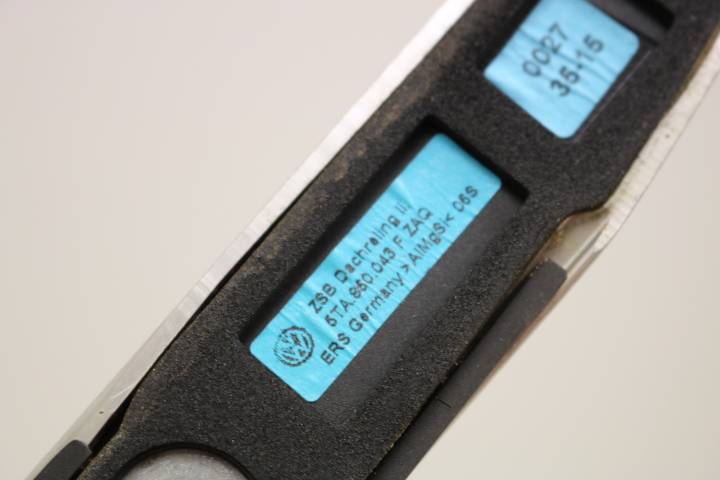 0027
35-15
ZSB Dachreling li.
5TA.860.043 F ZAQ
ERS Germany >AlMgSi< 06S